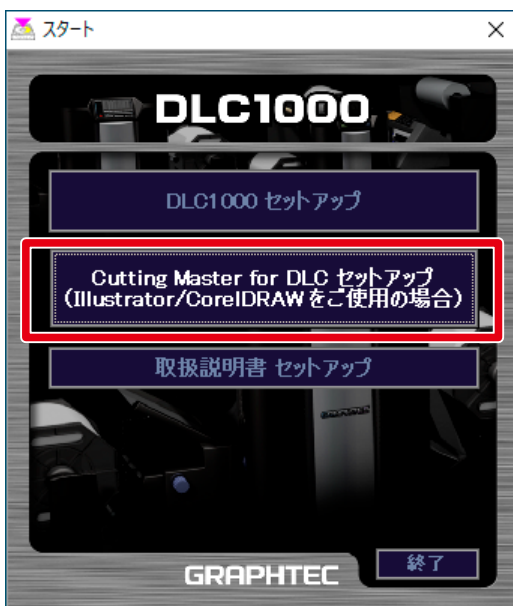 スタート
DLC1000
DLC1000 セットアップ
Cutting Master for DLC セットアップ
(Illustrator/CorelDRAWをご使用の場合)
取扱説明書 セットアップ
終了
GRAPHTEC